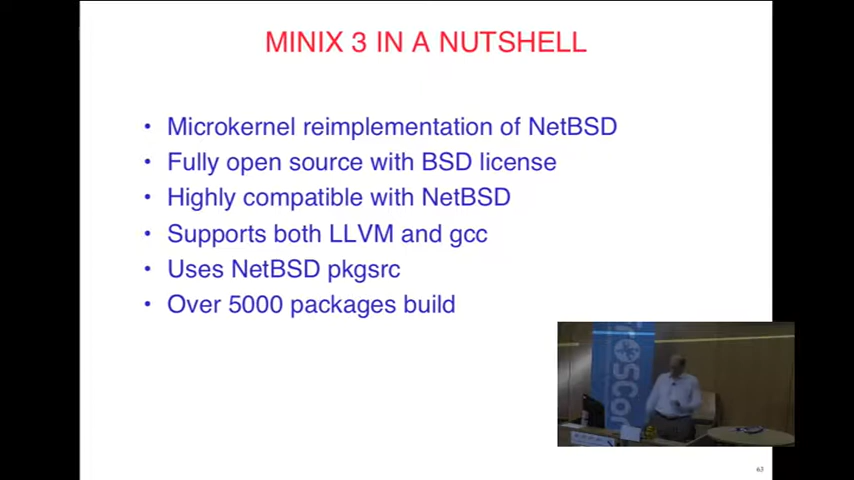 MINIX 3 IN A NUTSHELL
• Microkernel reimplementation of NetBSD
• Fully open source with BSD license
• Highly compatible with NetBSD
• Supports both LLVM and gcc
• Uses NetBSD pkgsrc
• Over 5000 packages build
FrOSCon